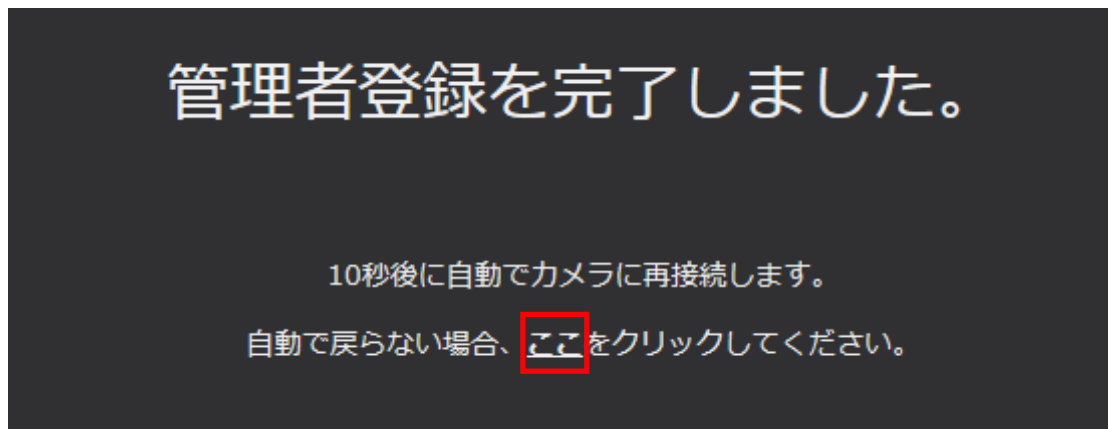 管理者登録を完了しました。
10秒後に自動でカメラに再接続します。
自動で戻らない場合、ここをクリックしてください。